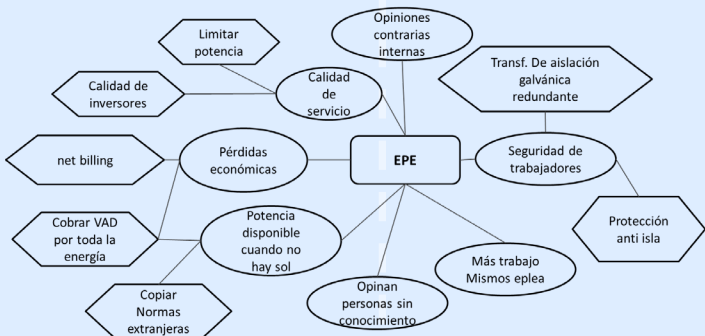 Opiniones
contrarias
internas
Limitar
potencia
Transf. De aislación
galvánica
redundante
Calidad de
inversores
Calidad
de
servicio
net billing
Pérdidas
económicas
EPE
Seguridad de
trabajadores
Cobrar VAD
por toda la
energía
Potencia
disponible
cuando no
hay sol
Protección
anti isla
Más trabajo
Mismos eplea
Opinan
personas sin
conocimiento
Copiar
Normas
extranjeras